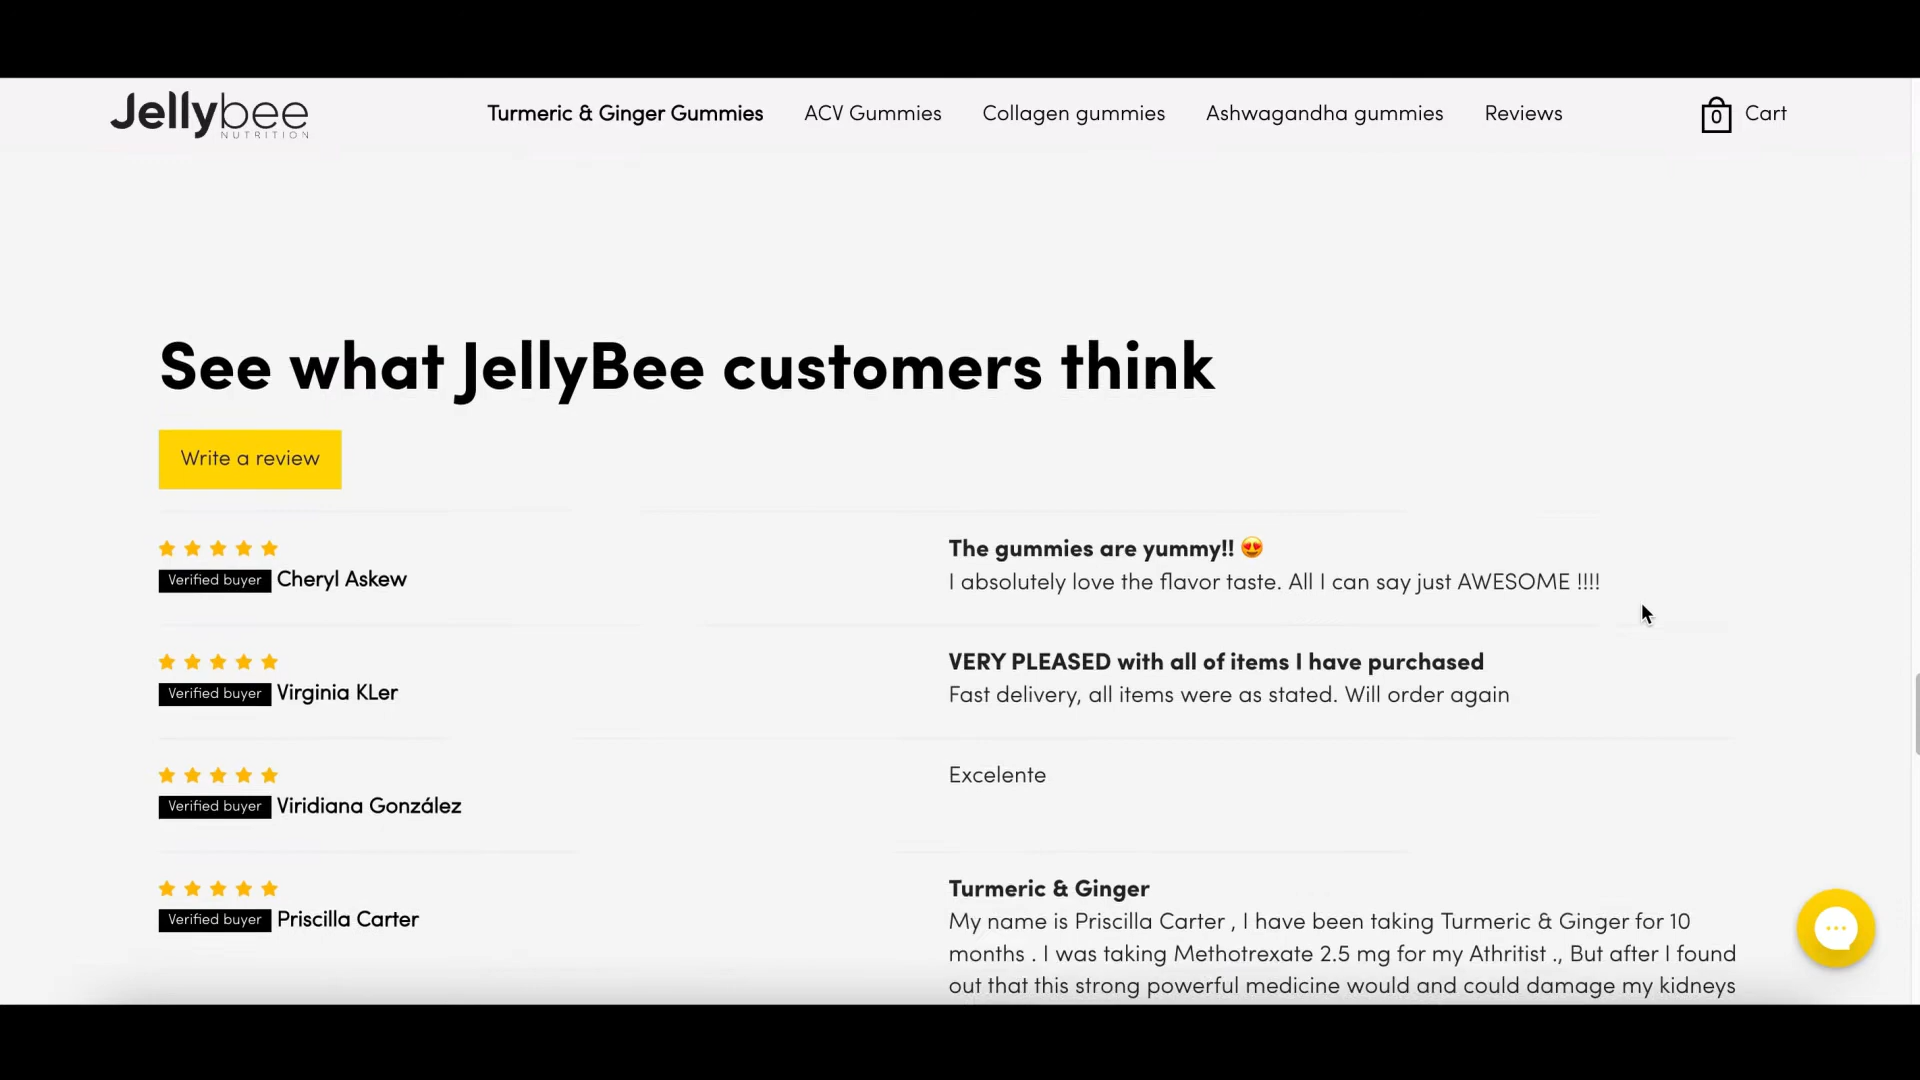 Jellybee
NUTRITION
Turmeric & Ginger Gummies
ACV Gummies
Collagen gummies
Ashwagandha gummies
Reviews
0
Cart
See what JellyBee customers think
Write a review
Verified buyer Cheryl Askew
The gummies are yummy!! 😍
I absolutely love the flavor taste. All I can say just AWESOME !!!!
Verified buyer Virginia KLer
VERY PLEASED with all of items I have purchased
Fast delivery, all items were as stated. Will order again
Verified buyer Viridiana González
Excelente
Verified buyer Priscilla Carter
Turmeric & Ginger
My name is Priscilla Carter , I have been taking Turmeric & Ginger for 10
months . I was taking Methotrexate 2.5 mg for my Athritist ., But after I found
out that this strong powerful medicine would and could damage my kidneys